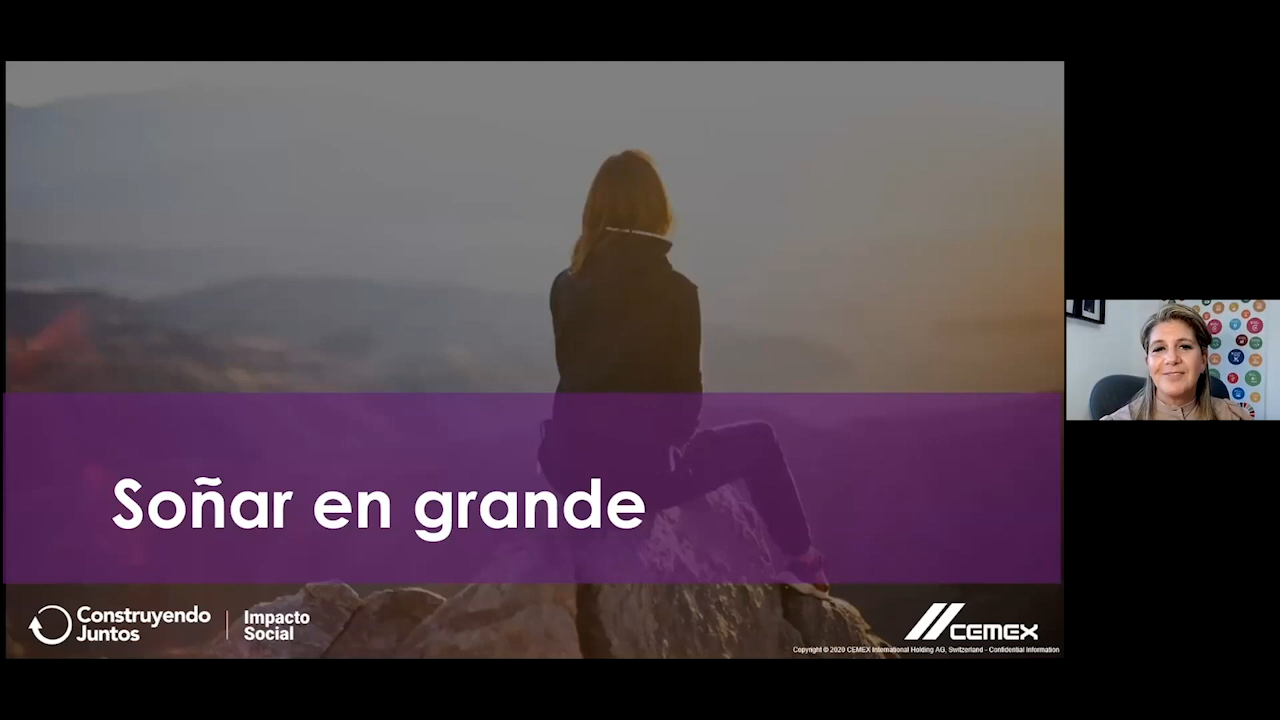 Soñar en grande
Construyendo
Juntos
Impacto
Social
CEMEX
Copyright © 2020 CEMEX International Holding AG, Switzerland - Confidential Information